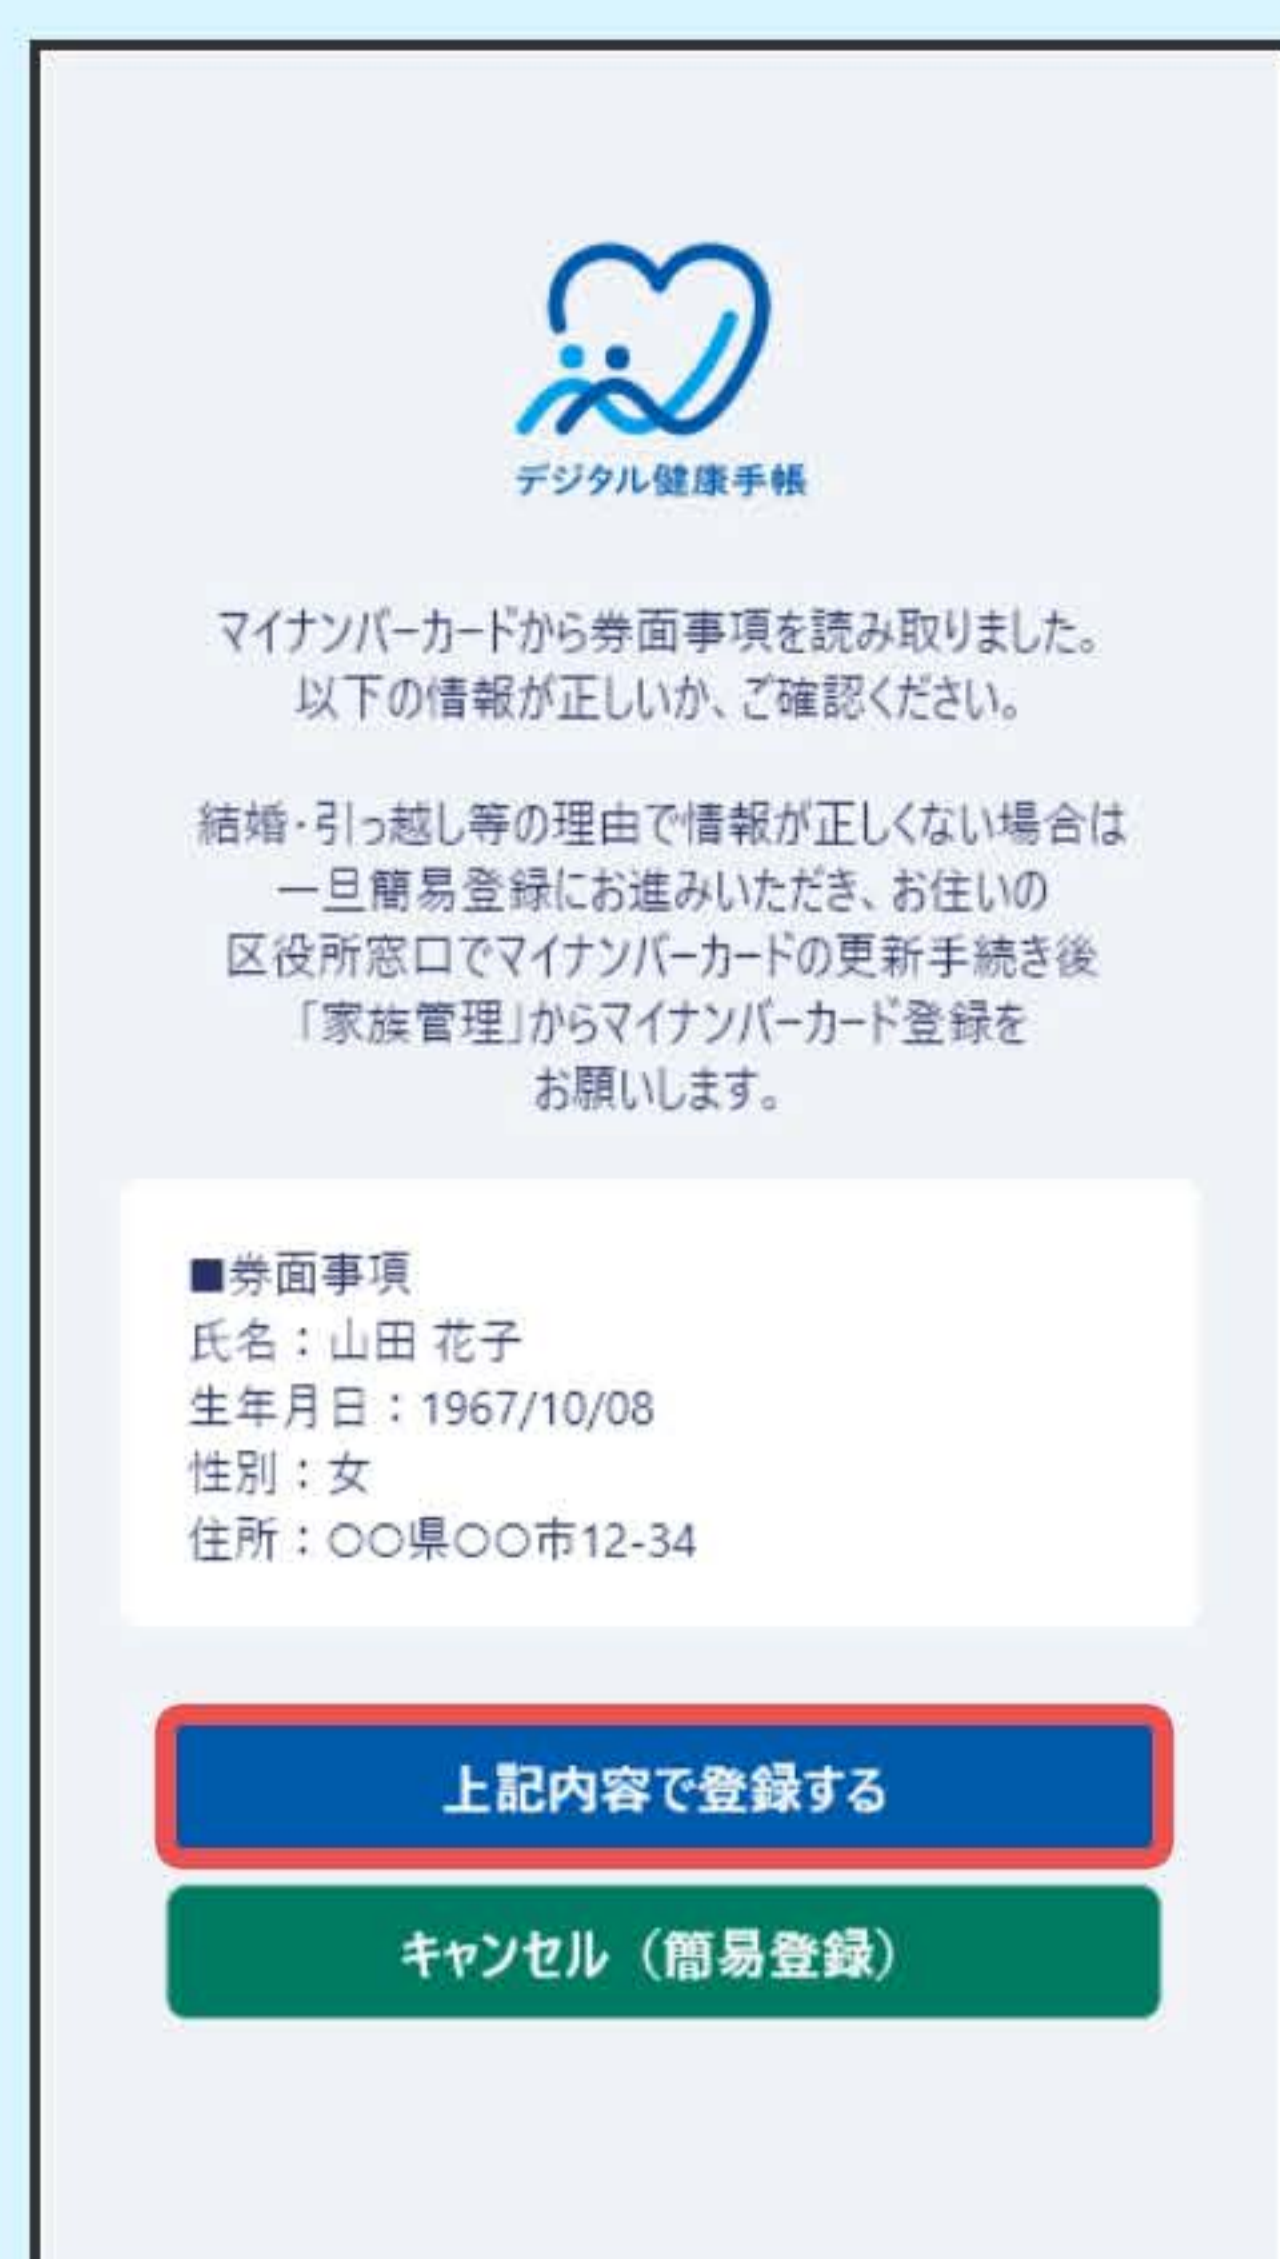 デジタル健康手帳
マイナンバーカードから券面事項を読み取りました。
以下の情報が正しいか、ご確認ください。
結婚・引っ越し等の理由で情報が正しくない場合は
一旦簡易登録にお進みいただき、お住いの
区役所窓口でマイナンバーカードの更新手続き後
「家族管理」からマイナンバーカード登録を
お願いします。
■券面事項
氏名：山田 花子
生年月日：1967/10/08
性別：女
住所：○○県○○市12-34
上記内容で登録する
キャンセル（簡易登録）